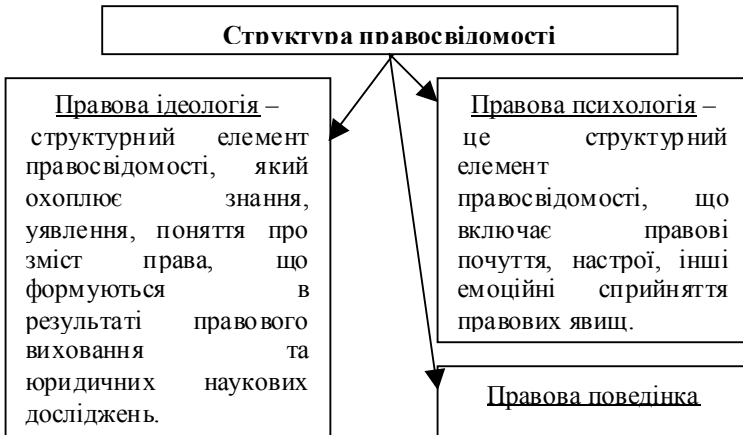 Структура правосвідомості
Правова ідеологія –
структурний елемент
правосвідомості, який
охоплює знання,
уявлення, поняття про
зміст права, що
формуються в
результаті правового
виховання та
юридичних наукових
досліджень.
Правова психологія –
це структурний
елемент
правосвідомості, що
включає правові
почуття, настрої, інші
емоційні сприйняття
правових явищ.
Правова поведінка